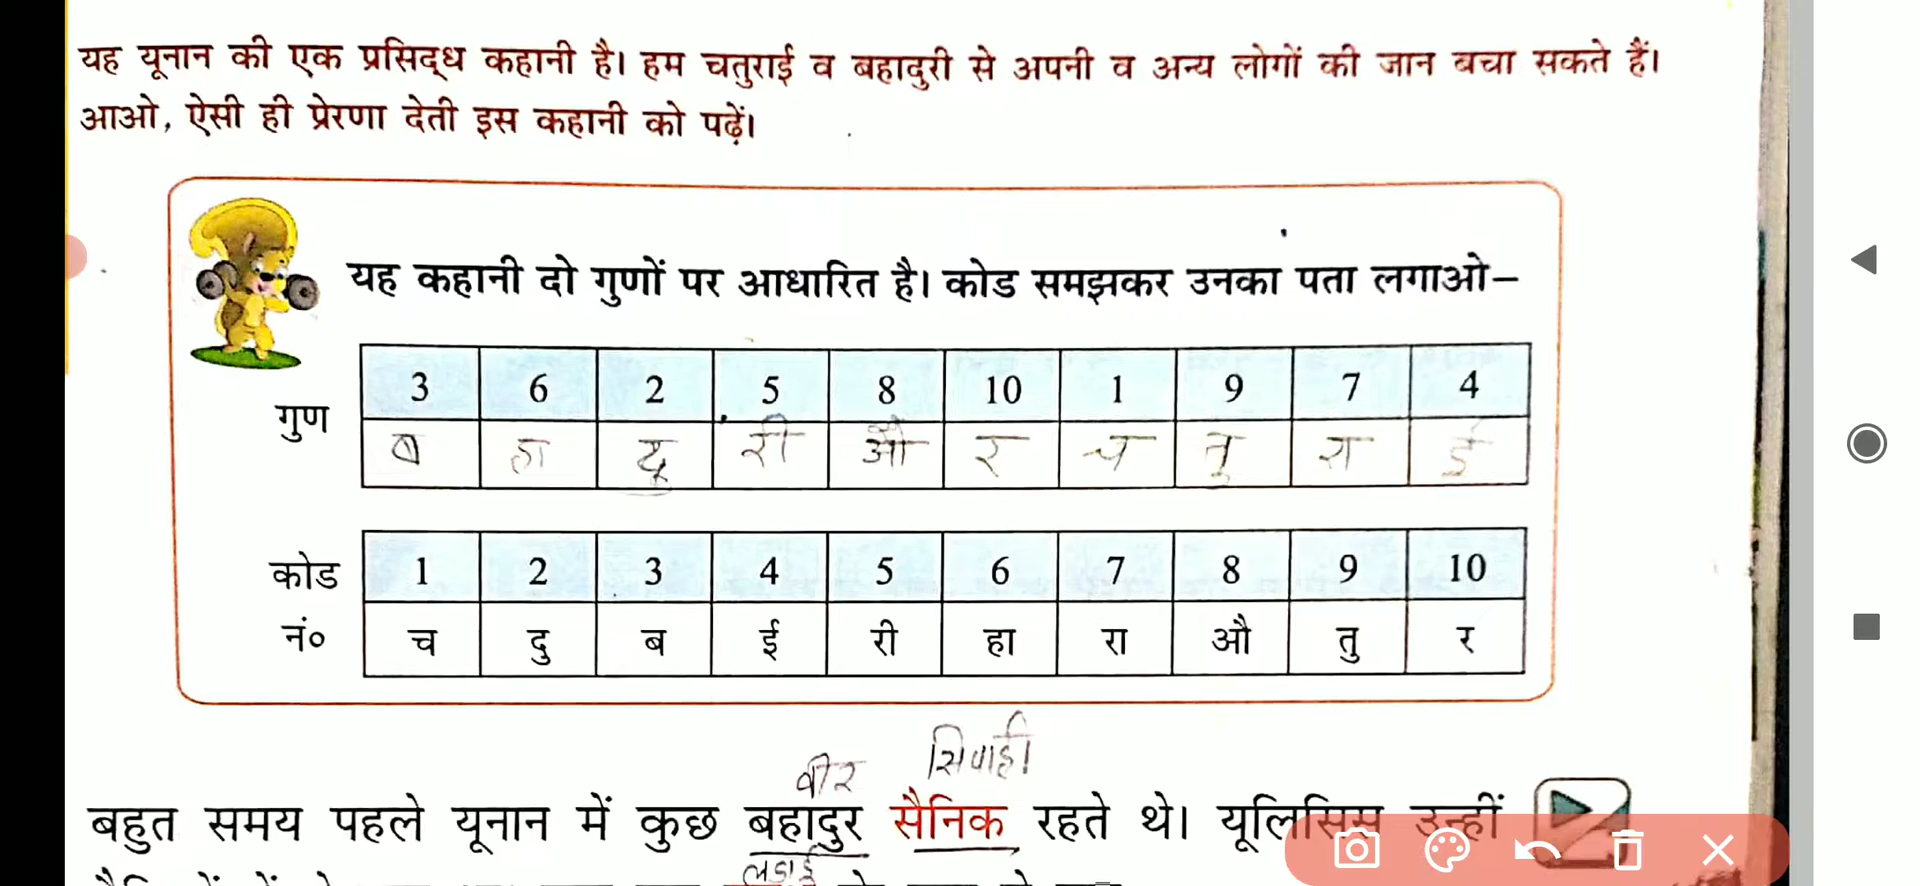 यह यूनान की एक प्रसिद्ध कहानी है। हम चतुराई व बहादुरी से अपनी व अन्य लोगों की जान बचा सकते हैं।
आओ, ऐसी ही प्रेरणा देती इस कहानी को पढ़ें।
यह कहानी दो गुणों पर आधारित है। कोड समझकर उनका पता लगाओ–
गुण
3 6 2 5 8 10 1 9 7 4
ब हा दू री औ र च तु रा ई
कोड नं०
1 2 3 4 5 6 7 8 9 10
च दु ब ई री हा रा औ तु र
वीर सिपाही
बहुत समय पहले यूनान में कुछ बहादुर सैनिक रहते थे। यूलिसिस उन्हीं
लडाई